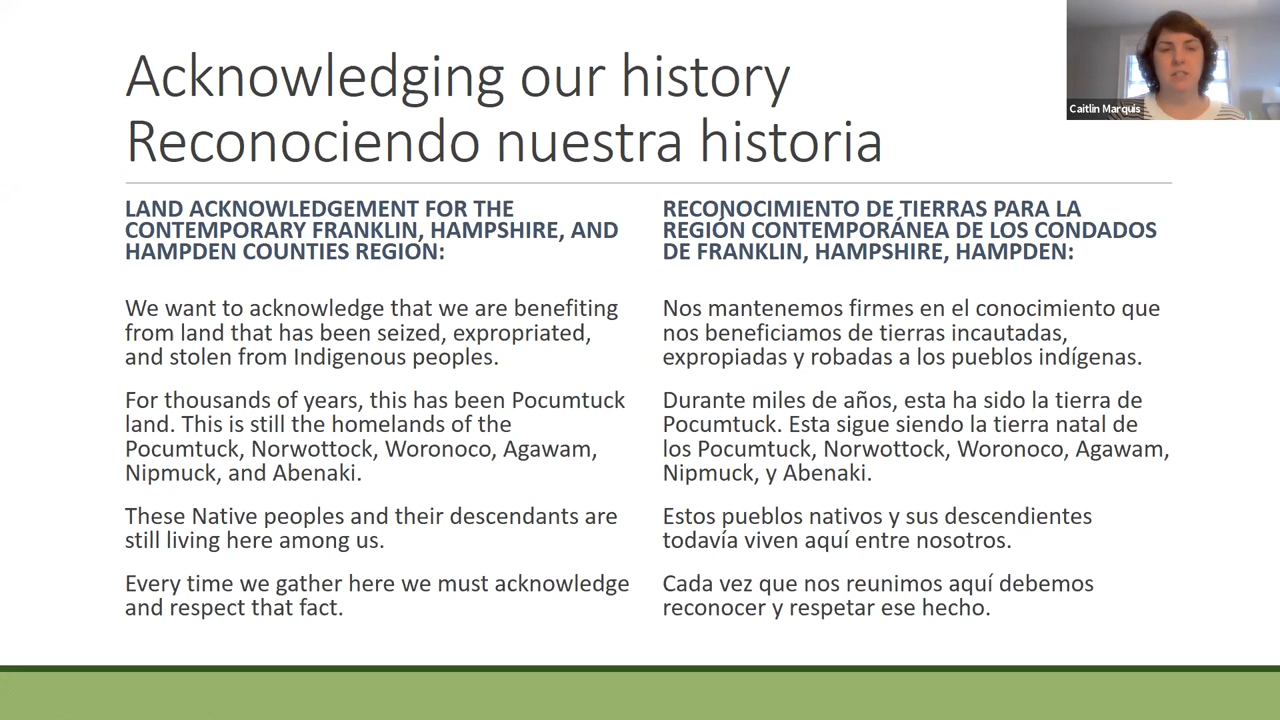 Acknowledging our history
Reconociendo nuestra historia
Caitlin Marquis
LAND ACKNOWLEDGEMENT FOR THE
CONTEMPORARY FRANKLIN, HAMPSHIRE, AND
HAMPDEN COUNTIES REGION:
We want to acknowledge that we are benefiting
from land that has been seized, expropriated,
and stolen from Indigenous peoples.
For thousands of years, this has been Pocumtuck
land. This is still the homelands of the
Pocumtuck, Norwottock, Woronoco, Agawam,
Nipmuck, and Abenaki.
These Native peoples and their descendants are
still living here among us.
Every time we gather here we must acknowledge
and respect that fact.
RECONOCIMIENTO DE TIERRAS PARA LA
REGIÓN CONTEMPORÁNEA DE LOS CONDADOS
DE FRANKLIN, HAMPSHIRE, HAMPDEN:
Nos mantenemos firmes en el conocimiento que
nos beneficiamos de tierras incautadas,
expropiadas y robadas a los pueblos indígenas.
Durante miles de años, esta ha sido la tierra de
Pocumtuck. Esta sigue siendo la tierra natal de
los Pocumtuck, Norwottock, Woronoco, Agawam,
Nipmuck, y Abenaki.
Estos pueblos nativos y sus descendientes
todavía viven aquí entre nosotros.
Cada vez que nos reunimos aquí debemos
reconocer y respetar ese hecho.